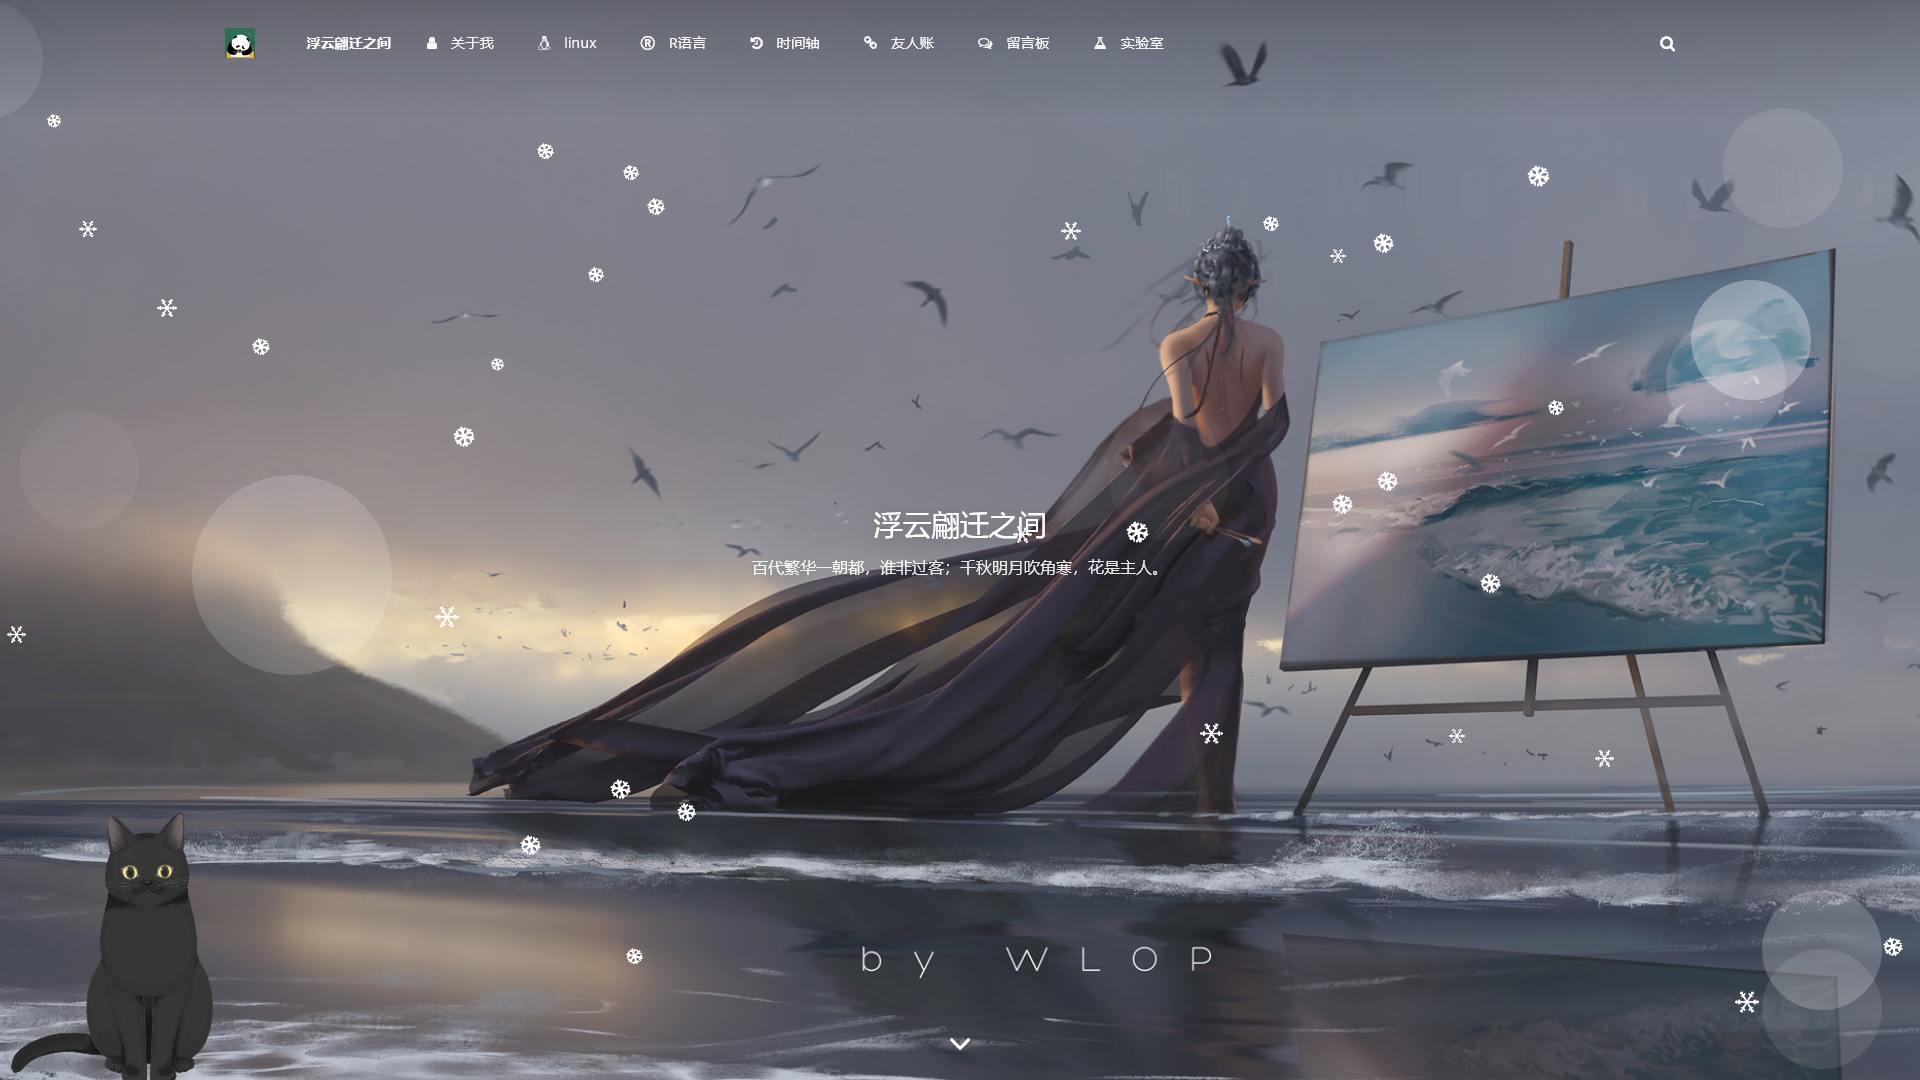 浮云翩迁之间 关于我 linux R语言 时间轴 友人账 留言板 实验室
浮云翩迁之间
百代繁华一朝都，谁非过客；千秋明月吹角寒，花是主人。
by WLOP